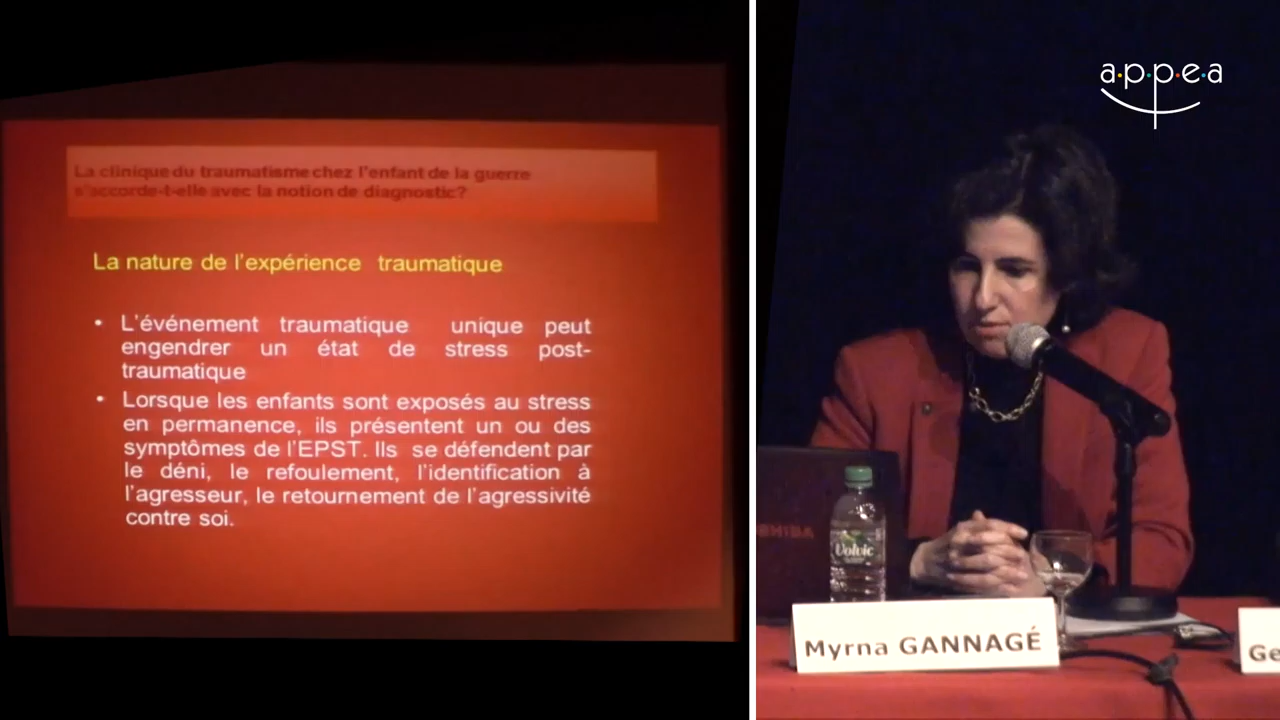 La clinique du traumatisme chez l'enfant de la guerre
s'accorde-t-elle avec la notion de diagnostic?
La nature de l'expérience traumatique
• L'événement traumatique unique peut
engendrer un état de stress post-
traumatique
• Lorsque les enfants sont exposés au stress
en permanence, ils présentent un ou des
symptômes de l'EPST. Ils se défendent par
le déni, le refoulement, l'identification à
l'agresseur, le retournement de l'agressivité
contre soi.
a·p·p·e·a
TOSHIBA
Volvic
Myrna GANNAGÉ
Ge